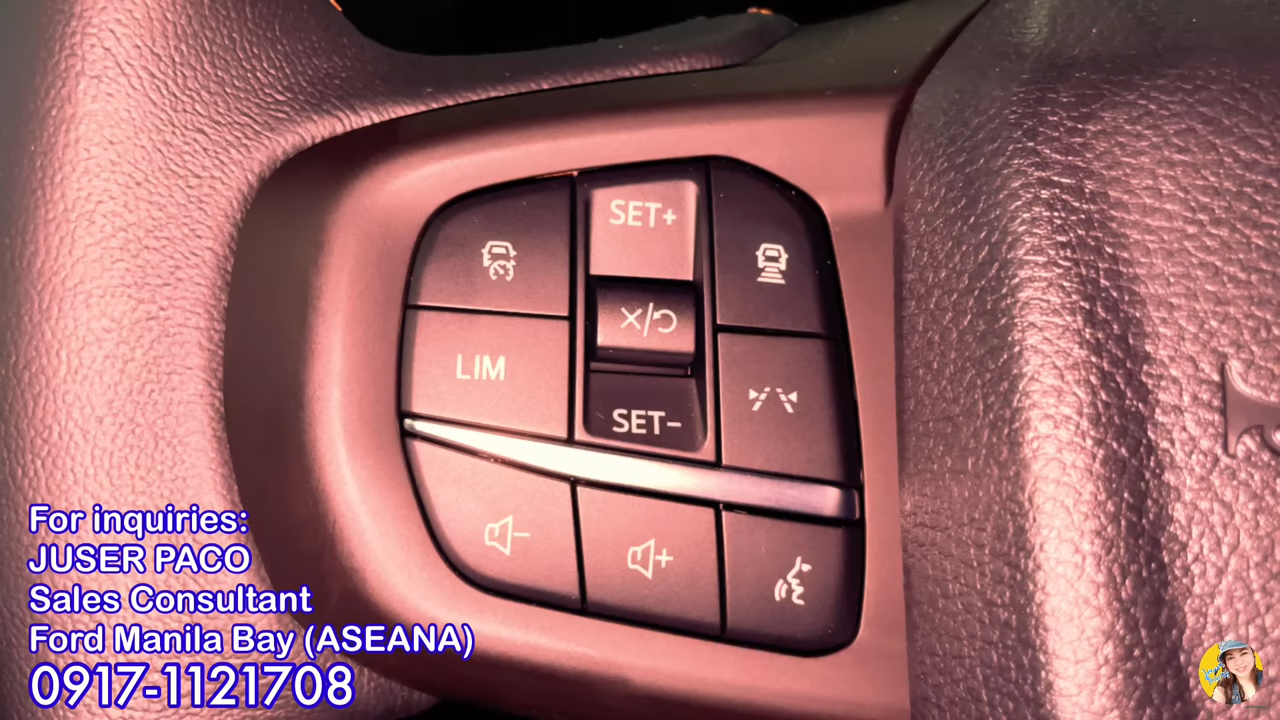 SET+
×/
LIM
SET-
For inquiries:
JUSER PACO
Sales Consultant
Ford Manila Bay (ASEANA)
0917-1121708